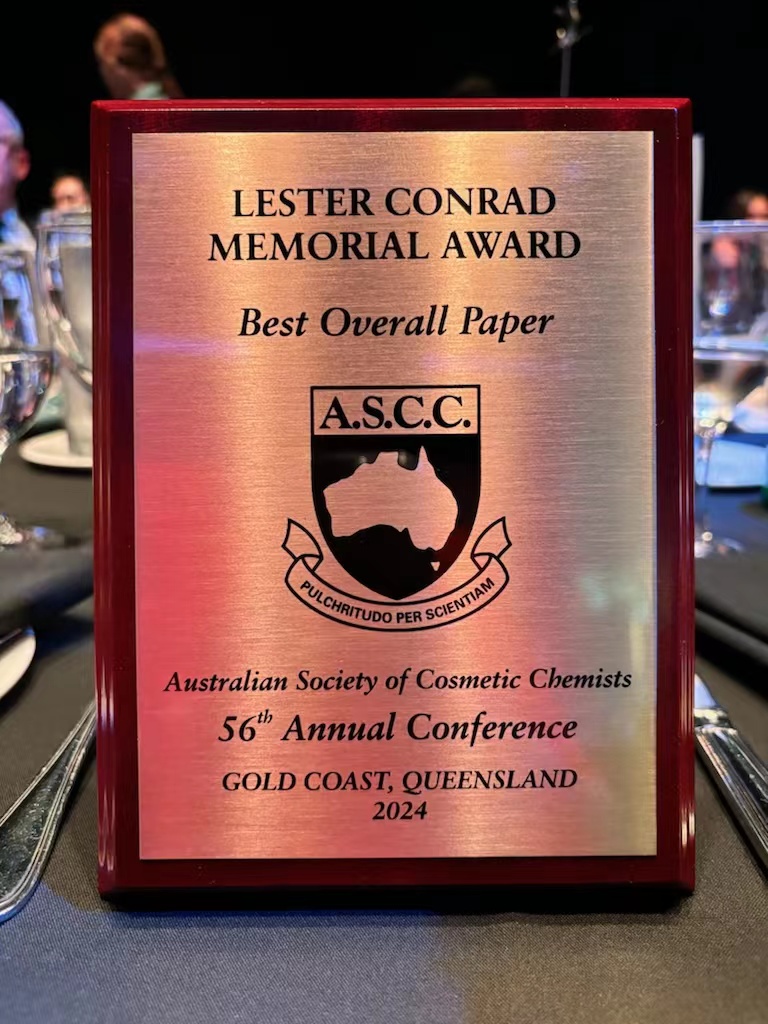 LESTER CONRAD
MEMORIAL AWARD
Best Overall Paper
A.S.C.C.
PULCHRITUDO PER SCIENTIAM
Australian Society of Cosmetic Chemists
56th Annual Conference
GOLD COAST, QUEENSLAND
2024